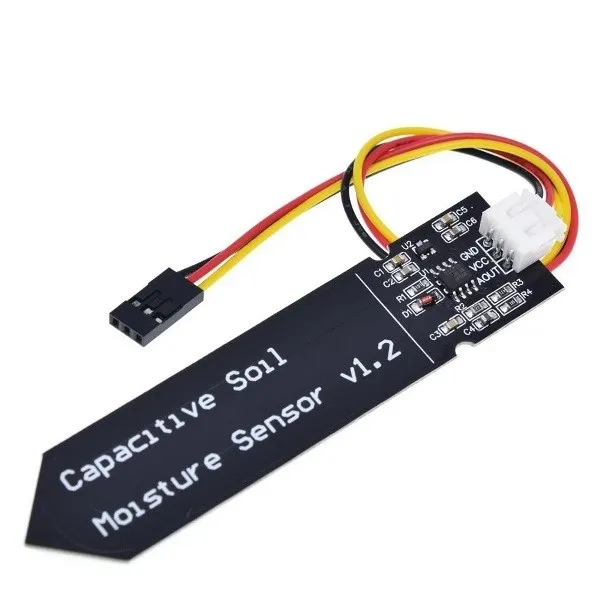 Capacitive Soil
Moisture Sensor v1.2
C1
C2
R1
D1
U2
U1
C5
C6
GND
VCC
AOUT
R3
R2
R4
C3
C4